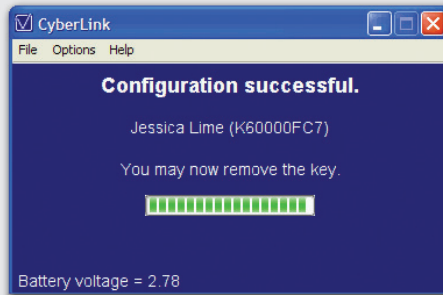 CyberLink
File Options Help
Configuration successful.
Jessica Lime (K60000FC7)
You may now remove the key.
Battery voltage = 2.78